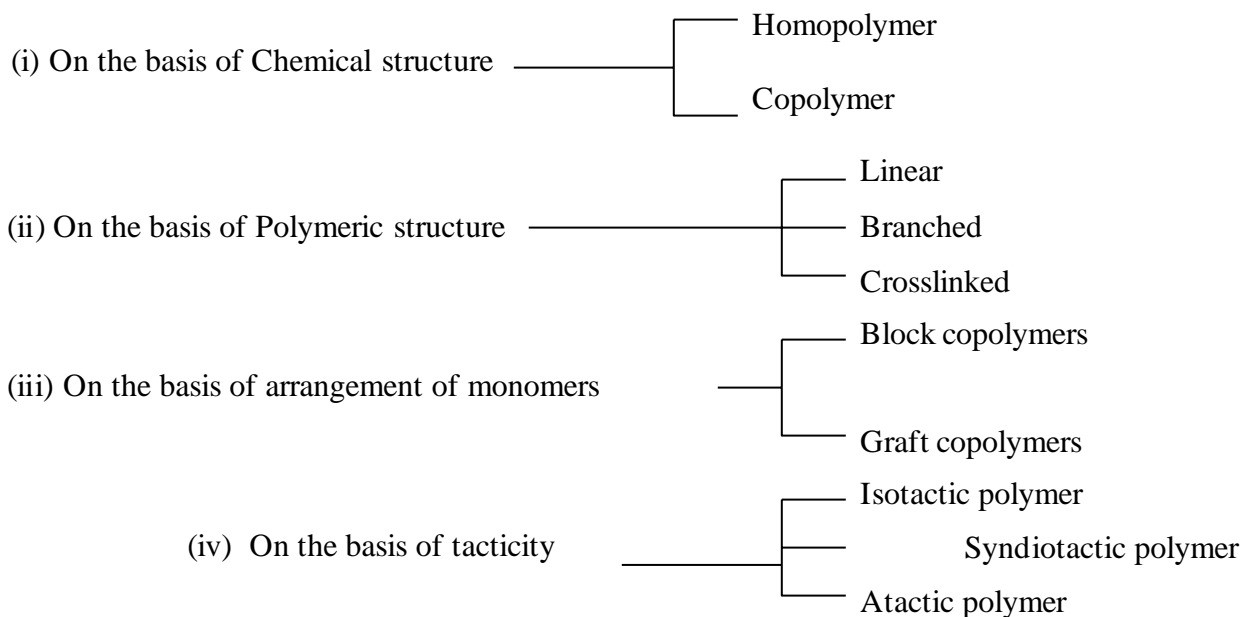 Homopolymer
(i) On the basis of Chemical structure
Copolymer
Linear
(ii) On the basis of Polymeric structure
Branched
Crosslinked
Block copolymers
(iii) On the basis of arrangement of monomers
Graft copolymers
Isotactic polymer
(iv) On the basis of tacticity
Syndiotactic polymer
Atactic polymer